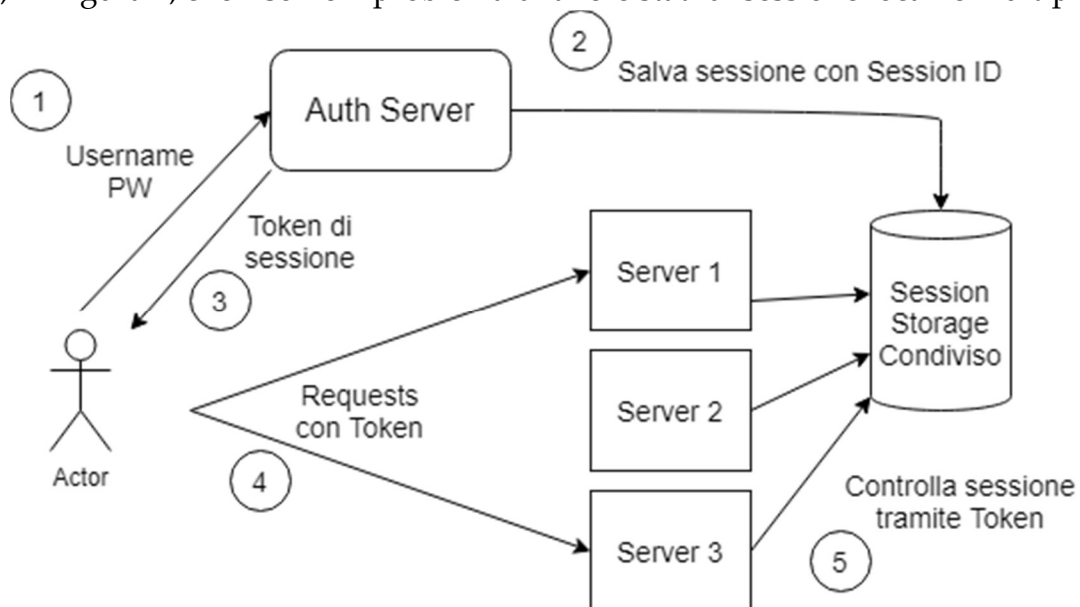 1
2
Salva sessione con Session ID
Auth Server
Username
PW
Token di
sessione
3
Server 1
Session
Storage
Condiviso
Requests
con Token
Server 2
4
Actor
Controlla sessione
tramite Token
Server 3
5